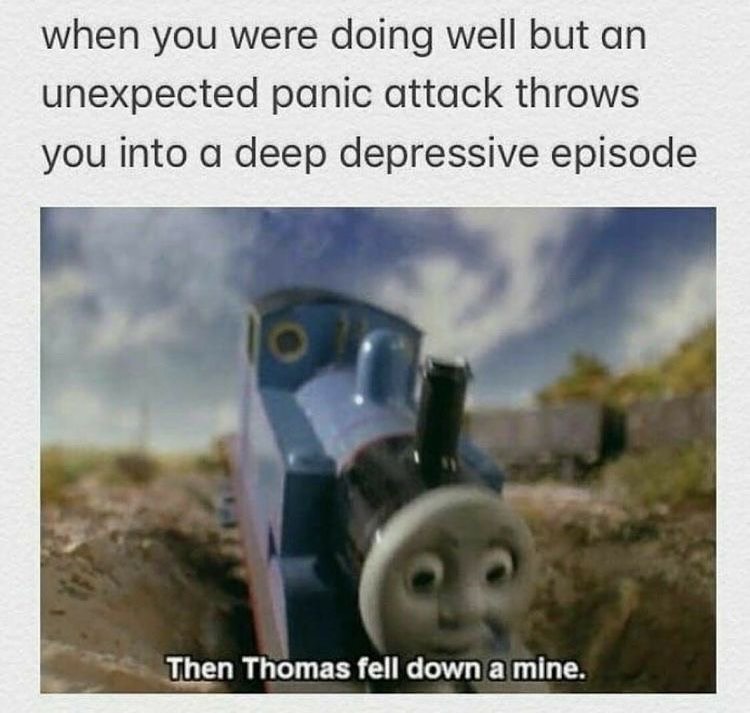 when you were doing well but an
unexpected panic attack throws
you into a deep depressive episode
Then Thomas fell down a mine.